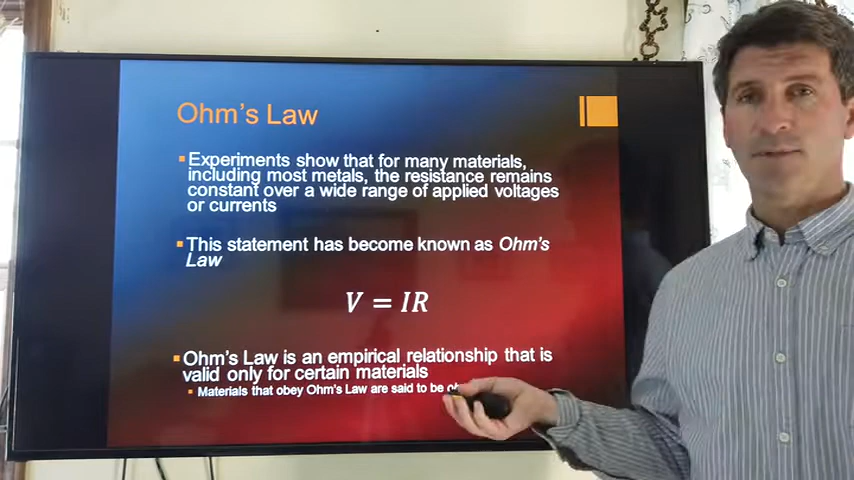 Ohm's Law
▪Experiments show that for many materials,
including most metals, the resistance remains
constant over a wide range of applied voltages
or currents
▪This statement has become known as Ohm's
Law
V = IR
▪Ohm's Law is an empirical relationship that is
valid only for certain materials
▪ Materials that obey Ohm's Law are said to be